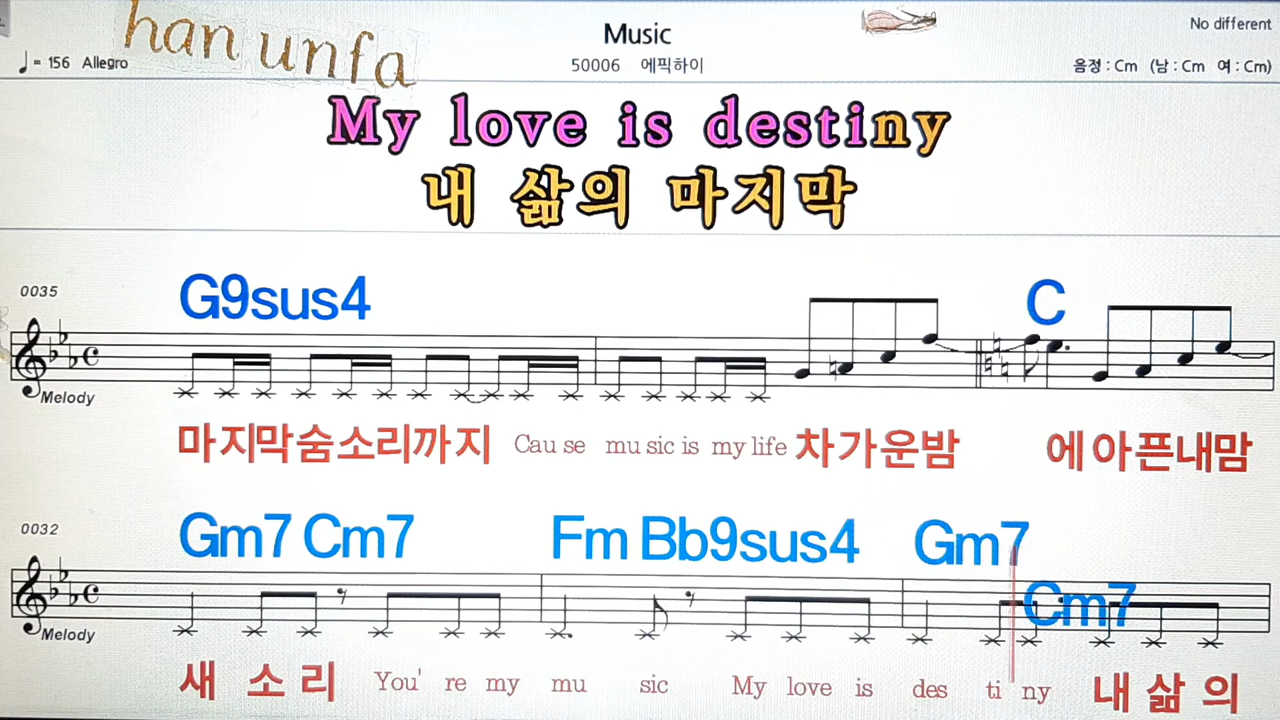 han unfa
Music
No different
♩ = 156 Allegro
50006 에픽하이
음정 : Cm (남 : Cm 여 : Cm)
My love is destiny
내 삶의 마지막
0035
G9sus4 C
Melody
마지막숨소리까지 Cau se mu sic is my life 차가운밤 에 아픈내맘
0032
Gm7 Cm7 Fm Bb9sus4 Gm7 Cm7
Melody
새 소 리 You' re my mu sic My love is des ti ny 내 삶 의